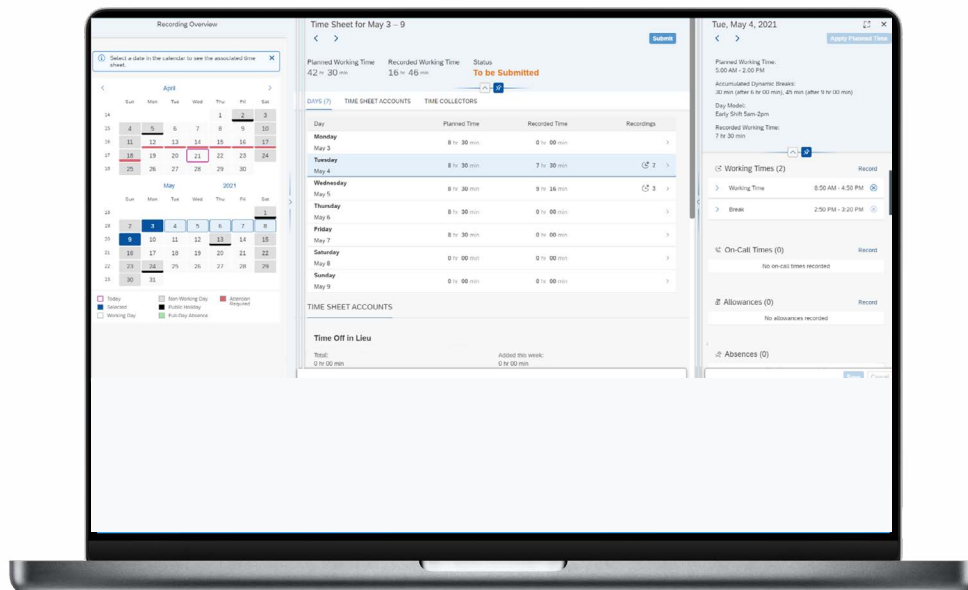 Recording Overview
Select a date in the calendar to see the associated time
sheet.
April
Sun Mon Tue Wed Thu Fri Sat
14 1 2 3
15 4 5 6 7 8 9 10
16 11 12 13 14 15 16 17
17 18 19 20 21 22 23 24
18 25 26 27 28 29 30
May 2021
Sun Mon Tue Wed Thu Fri Sat
18 1
19 2 3 4 5 6 7 8
20 9 10 11 12 13 14 15
21 16 17 18 19 20 21 22
22 23 24 25 26 27 28 29
23 30 31
Today
Selected
Working Day
Non Working Day
Public Holiday
Full-Day Absence
Attention
Required
Time Sheet for May 3 – 9
Submit
Planned Working Time Recorded Working Time Status
42 hr 30 min 16 hr 46 min To be Submitted
DAYS (7) TIME SHEET ACCOUNTS TIME COLLECTORS
Day Planned Time Recorded Time Recordings
Monday
May 3 8 hr 30 min 0 hr 00 min
Tuesday
May 4 8 hr 30 min 7 hr 30 min 2
Wednesday
May 5 8 hr 30 min 9 hr 16 min 3
Thursday
May 6 8 hr 30 min 0 hr 00 min
Friday
May 7 8 hr 30 min 0 hr 00 min
Saturday
May 8 0 hr 00 min 0 hr 00 min
Sunday
May 9 0 hr 00 min 0 hr 00 min
TIME SHEET ACCOUNTS
Time Off in Lieu
Total: Added this week:
0 hr 00 min 0 hr 00 min
Tue, May 4, 2021
Apply Planned Time
Planned Working Time:
5:00 AM - 2:00 PM
Accumulated Dynamic Breaks:
30 min (after 6 hr 00 min), 45 min (after 9 hr 00 min)
Day Model:
Early Shift 5am-2pm
Recorded Working Time:
7 hr 30 min
Working Times (2) Record
Working Time 8:50 AM - 4:50 PM
Break 2:50 PM - 3:20 PM
On-Call Times (0) Record
No on-call times recorded
Allowances (0) Record
No allowances recorded
Absences (0)
Save Cancel